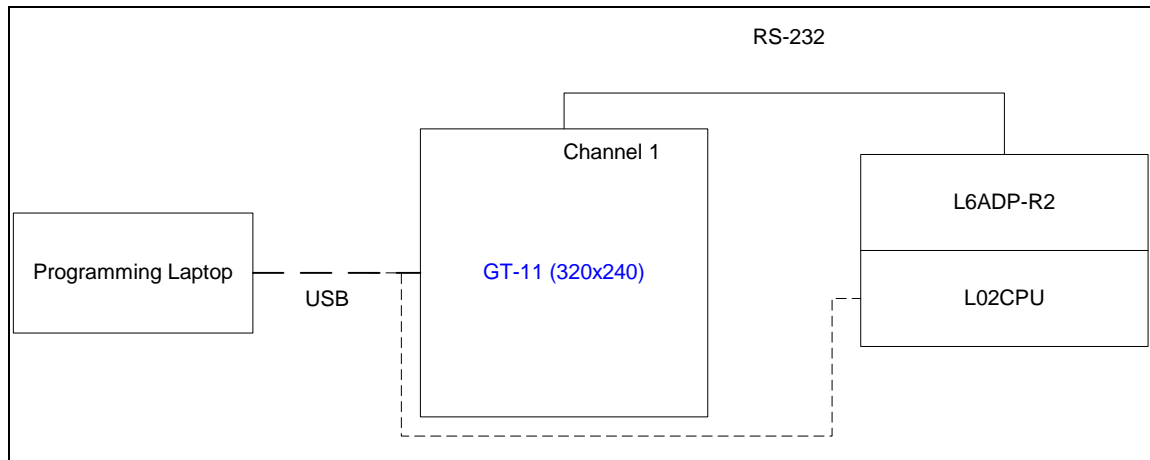 RS-232
Channel 1
L6ADP-R2
Programming Laptop
GT-11 (320x240)
USB
L02CPU